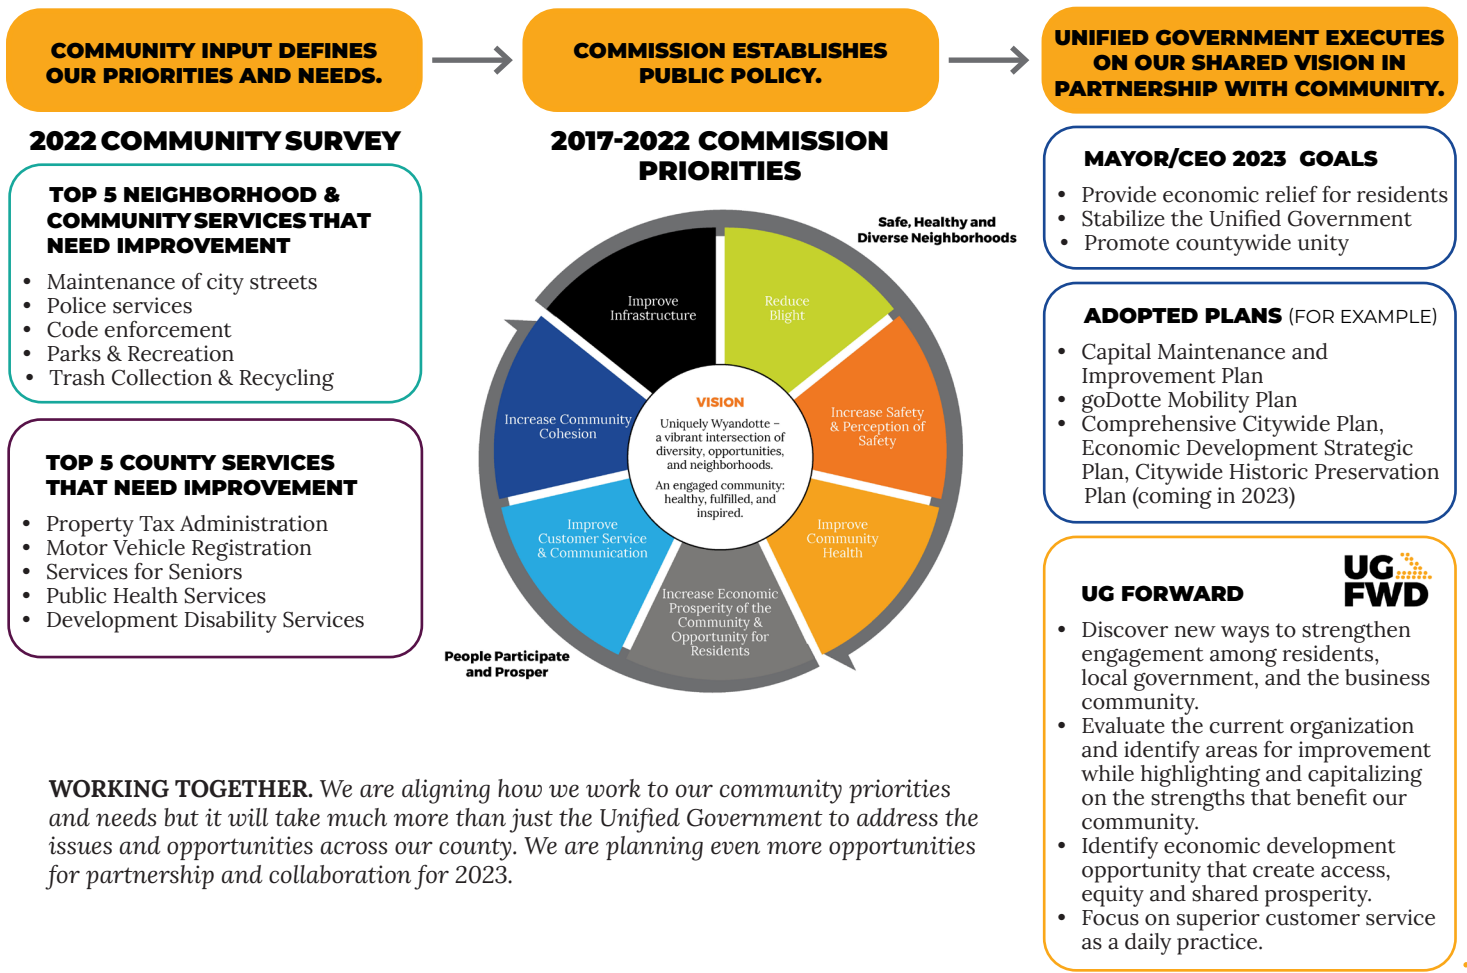 COMMUNITY INPUT DEFINES
OUR PRIORITIES AND NEEDS.
COMMISSION ESTABLISHES
PUBLIC POLICY.
UNIFIED GOVERNMENT EXECUTES
ON OUR SHARED VISION IN
PARTNERSHIP WITH COMMUNITY.
2022 COMMUNITY SURVEY
TOP 5 NEIGHBORHOOD &
COMMUNITY SERVICES THAT
NEED IMPROVEMENT
• Maintenance of city streets
• Police services
• Code enforcement
• Parks & Recreation
• Trash Collection & Recycling
TOP 5 COUNTY SERVICES
THAT NEED IMPROVEMENT
• Property Tax Administration
• Motor Vehicle Registration
• Services for Seniors
• Public Health Services
• Development Disability Services
2017-2022 COMMISSION
PRIORITIES
Safe, Healthy and
Diverse Neighborhoods
Improve
Infrastructure
Reduce
Blight
Increase Safety
& Perception of
Safety
Improve
Community
Health
Increase Economic
Prosperity of the
Community &
Opportunity for
Residents
Improve
Customer Service
& Communication
Increase Community
Cohesion
VISION
Uniquely Wyandotte –
a vibrant intersection of
diversity, opportunities,
and neighborhoods.
An engaged community:
healthy, fulfilled, and
inspired.
People Participate
and Prosper
MAYOR/CEO 2023 GOALS
• Provide economic relief for residents
• Stabilize the Unified Government
• Promote countywide unity
ADOPTED PLANS (FOR EXAMPLE)
• Capital Maintenance and
Improvement Plan
• goDotte Mobility Plan
• Comprehensive Citywide Plan,
Economic Development Strategic
Plan, Citywide Historic Preservation
Plan (coming in 2023)
UG FORWARD
UG
FWD
• Discover new ways to strengthen
engagement among residents,
local government, and the business
community.
• Evaluate the current organization
and identify areas for improvement
while highlighting and capitalizing
on the strengths that benefit our
community.
• Identify economic development
opportunity that create access,
equity and shared prosperity.
• Focus on superior customer service
as a daily practice.
WORKING TOGETHER. We are aligning how we work to our community priorities
and needs but it will take much more than just the Unified Government to address the
issues and opportunities across our county. We are planning even more opportunities
for partnership and collaboration for 2023.